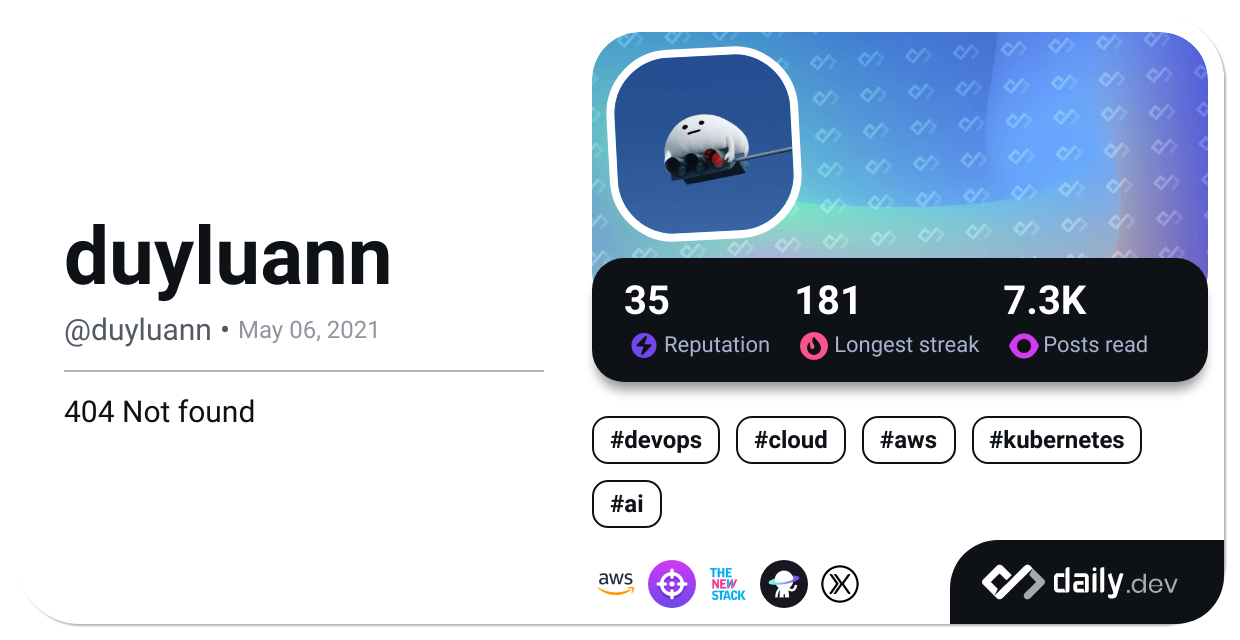 duyluann
@duyluann • May 06, 2021
404 Not found
35
181
7.3K
Reputation
Longest streak
Posts read
#devops
#cloud
#aws
#kubernetes
#ai
aws
THE
NEW
STACK
daily.dev